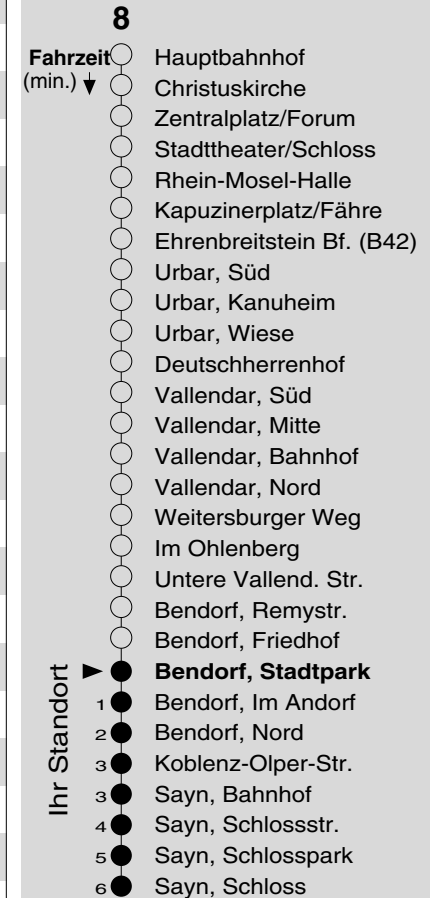 8
Fahrzeit Hauptbahnhof
(min.) Christuskirche
Zentralplatz/Forum
Stadttheater/Schloss
Rhein-Mosel-Halle
Kapuzinerplatz/Fähre
Ehrenbreitstein Bf. (B42)
Urbar, Süd
Urbar, Kanuheim
Urbar, Wiese
Deutschherrenhof
Vallendar, Süd
Vallendar, Mitte
Vallendar, Bahnhof
Vallendar, Nord
Weitersburger Weg
Im Ohlenberg
Untere Vallend. Str.
Bendorf, Remystr.
Bendorf, Friedhof
Bendorf, Stadtpark
1 Bendorf, Im Andorf
2 Bendorf, Nord
3 Koblenz-Olper-Str.
3 Sayn, Bahnhof
4 Sayn, Schlossstr.
5 Sayn, Schlosspark
6 Sayn, Schloss
Ihr Standort